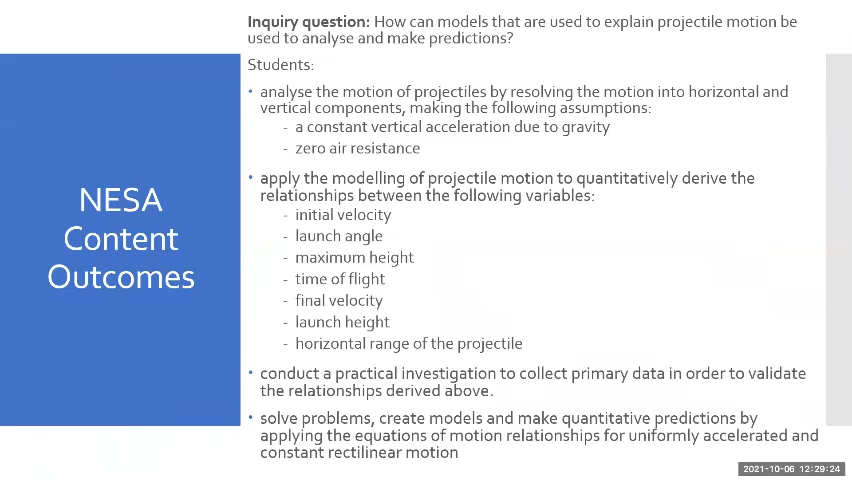 NESA
Content
Outcomes
Inquiry question: How can models that are used to explain projectile motion be
used to analyse and make predictions?
Students:
• analyse the motion of projectiles by resolving the motion into horizontal and
vertical components, making the following assumptions:
- a constant vertical acceleration due to gravity
- zero air resistance
• apply the modelling of projectile motion to quantitatively derive the
relationships between the following variables:
- initial velocity
- launch angle
- maximum height
- time of flight
- final velocity
- launch height
- horizontal range of the projectile
• conduct a practical investigation to collect primary data in order to validate
the relationships derived above.
• solve problems, create models and make quantitative predictions by
applying the equations of motion relationships for uniformly accelerated and
constant rectilinear motion
2021-10-06 12:29:24